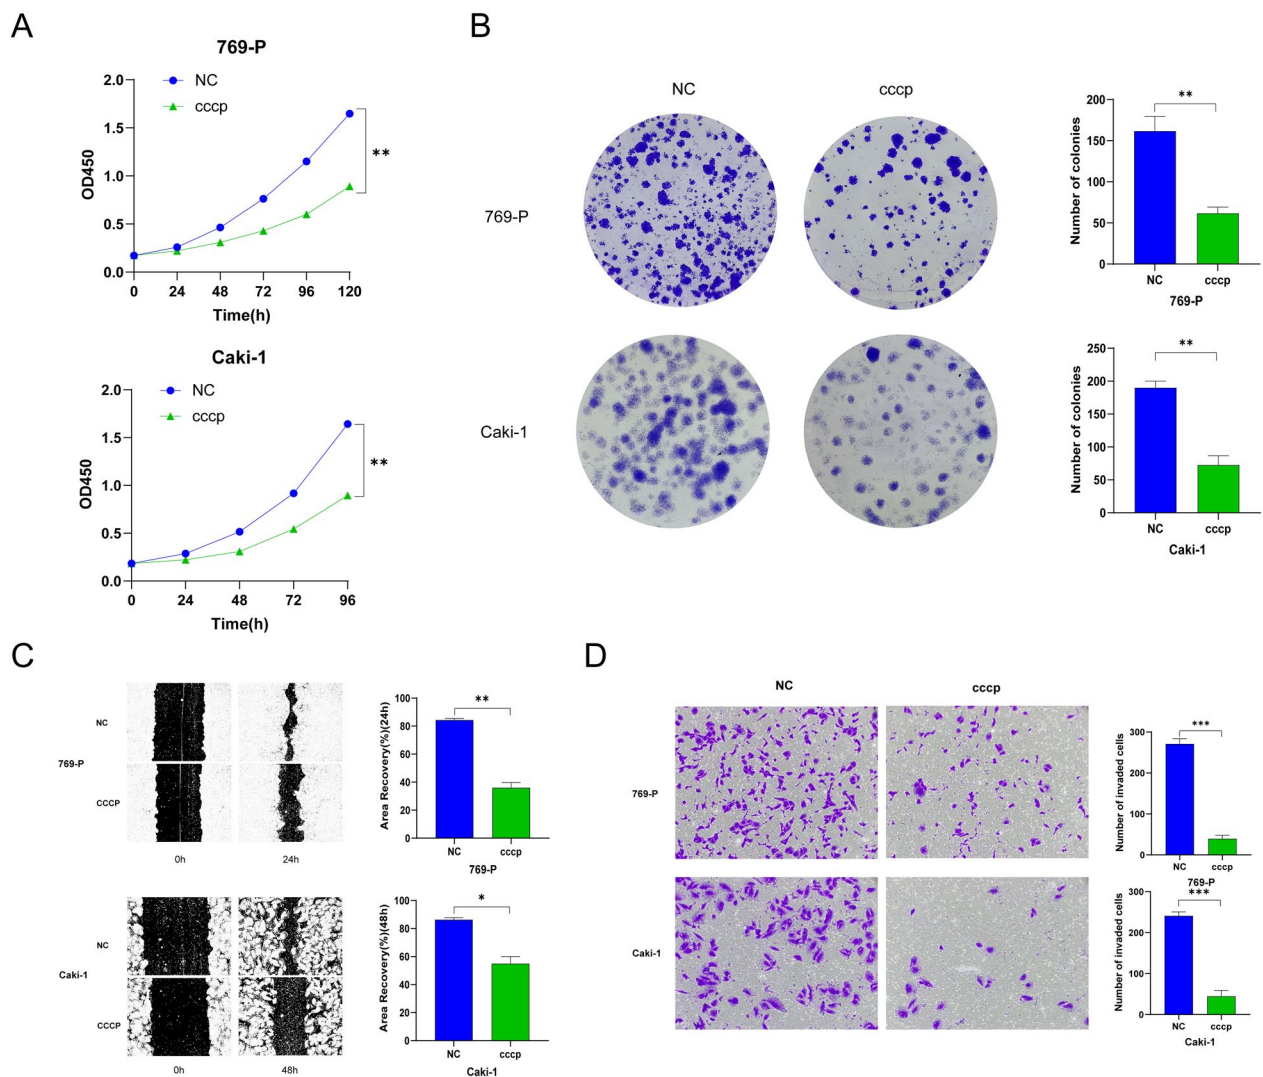 A
769-P
NC
cccp
2.0
1.5
1.0
0.5
0.0
OD450
**
0 24 48 72 96 120
Time(h)
Caki-1
NC
cccp
2.0
1.5
1.0
0.5
0.0
OD450
**
0 24 48 72 96
Time(h)
B
NC cccp
769-P
Caki-1
**
200
150
100
50
0
Number of colonies
NC cccp
769-P
**
250
200
150
100
50
0
Number of colonies
NC cccp
Caki-1
C
NC
769-P
CCCP
0h 24h
**
100
80
60
40
20
0
Area Recovery(%)(24h)
NC cccp
769-P
NC
Caki-1
CCCP
0h 48h
*
100
80
60
40
20
0
Area Recovery(%)(48h)
NC cccp
Caki-1
D
NC cccp
769-P
Caki-1
***
300
200
100
0
Number of invaded cells
NC cccp
769-P
***
300
200
100
0
Number of invaded cells
NC cccp
Caki-1